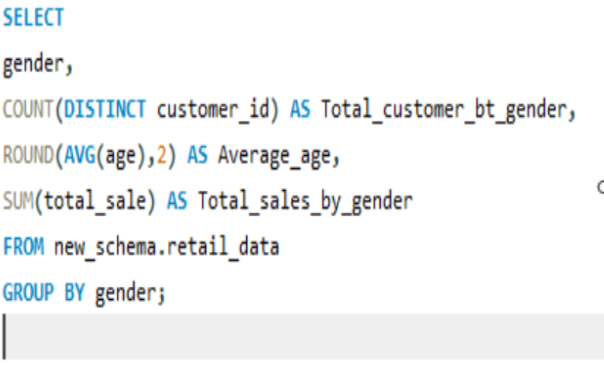 SELECT
gender,
COUNT(DISTINCT customer_id) AS Total_customer_bt_gender,
ROUND(AVG(age),2) AS Average_age,
SUM(total_sale) AS Total_sales_by_gender
FROM new_schema.retail_data
GROUP BY gender;